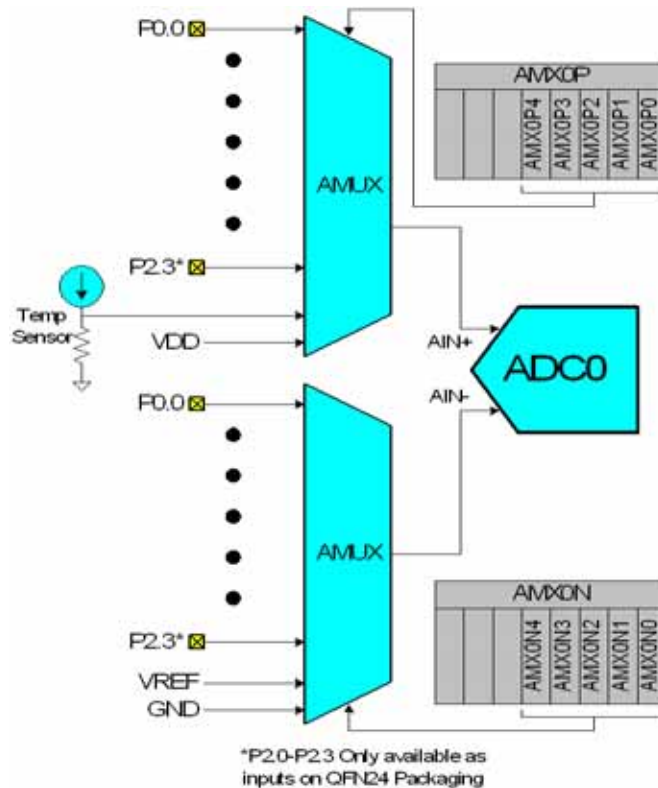 P0.0
AMX0P
AMX0P4
AMX0P3
AMX0P2
AMX0P1
AMX0P0
AMUX
P2.3*
Temp
Sensor
VDD
AIN+
ADC0
AIN-
P0.0
AMUX
AMX0N
AMX0N4
AMX0N3
AMX0N2
AMX0N1
AMX0N0
P2.3*
VREF
GND
*P2.0-P2.3 Only available as
inputs on QFN24 Packaging